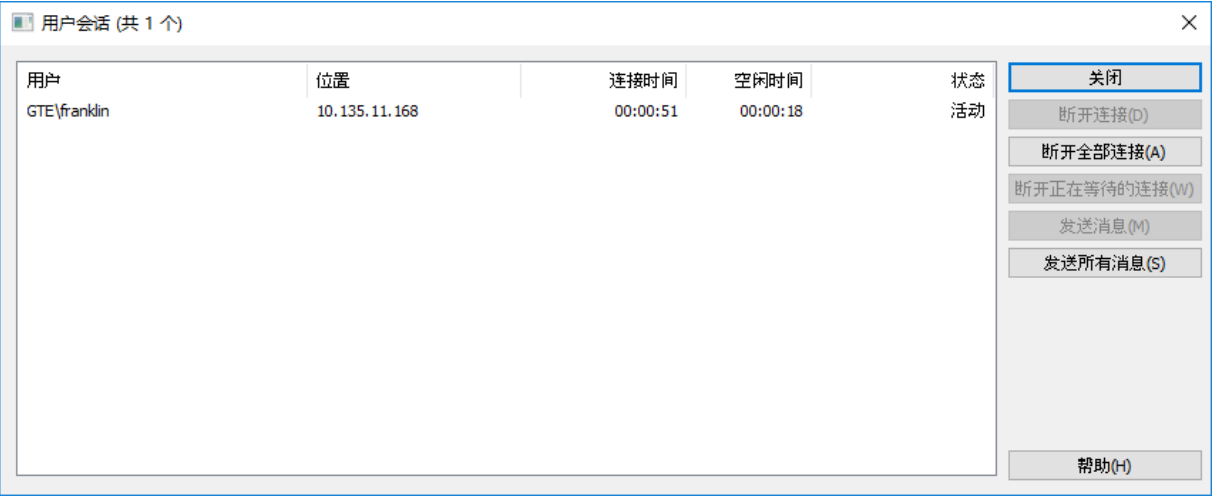 用户会话 (共 1 个)
用户 位置 连接时间 空闲时间 状态
GTE\franklin 10.135.11.168 00:00:51 00:00:18 活动
关闭
断开连接(D)
断开全部连接(A)
断开正在等待的连接(W)
发送消息(M)
发送所有消息(S)
帮助(H)